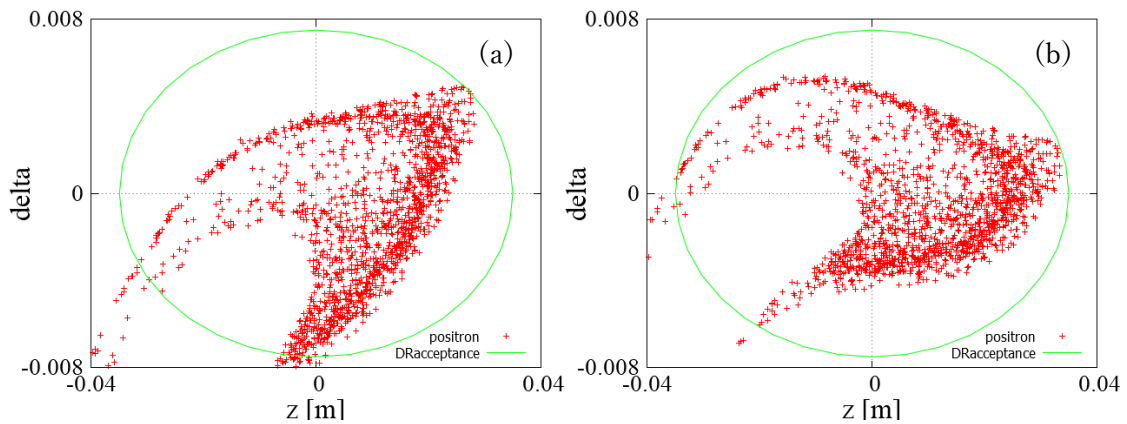 0.008
(a)
delta
0
positron
DRacceptance
-0.008
-0.04
0
0.04
z [m]
0.008
(b)
delta
0
positron
DRacceptance
-0.008
-0.04
0
0.04
z [m]